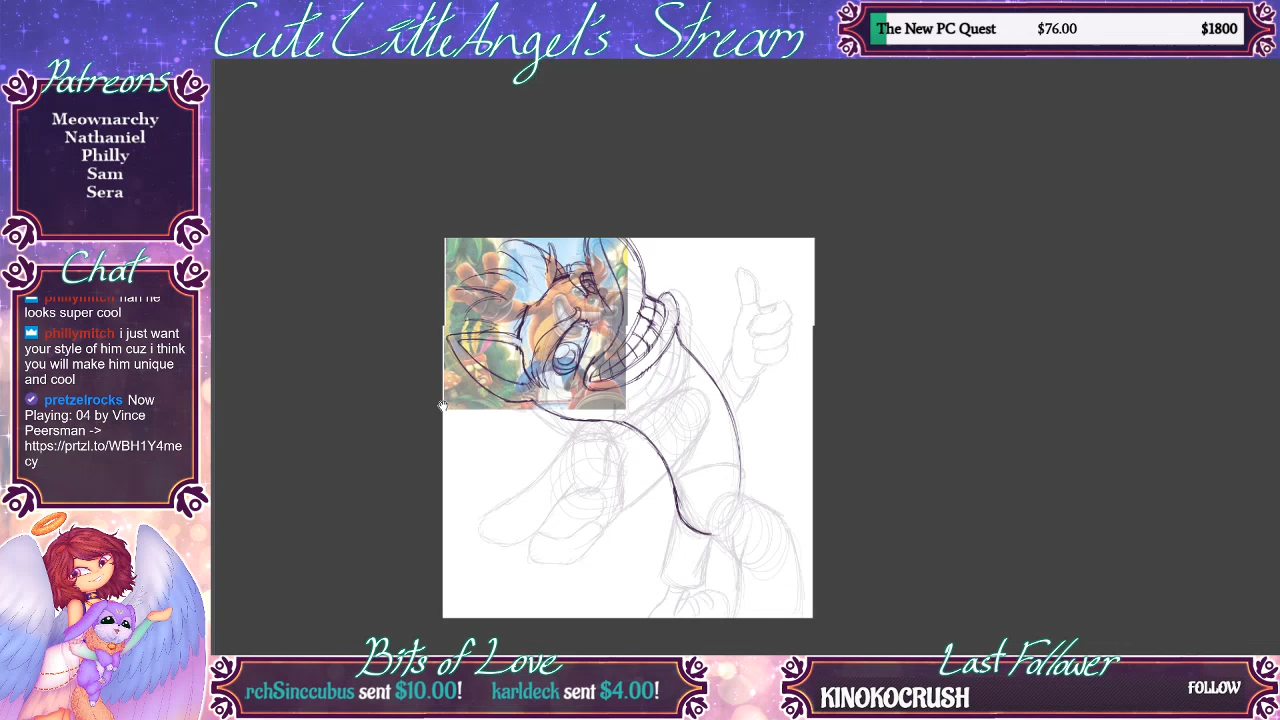 CuteLittleAngel's Stream
The New PC Quest $76.00 $1800
Patreons
Meownarchy
Nathaniel
Philly
Sam
Sera
Chat
looks super cool
phillymitch i just want
your style of him cuz i think
you will make him unique
and cool
pretzelrocks Now
Playing: 04 by Vince
Peersman ->
https://prtzl.to/WBH1Y4me
cy
Bits of Love
rchSinccubus sent $10.00! karldeck sent $4.00!
Last Follower
KINOKOCRUSH
FOLLOW